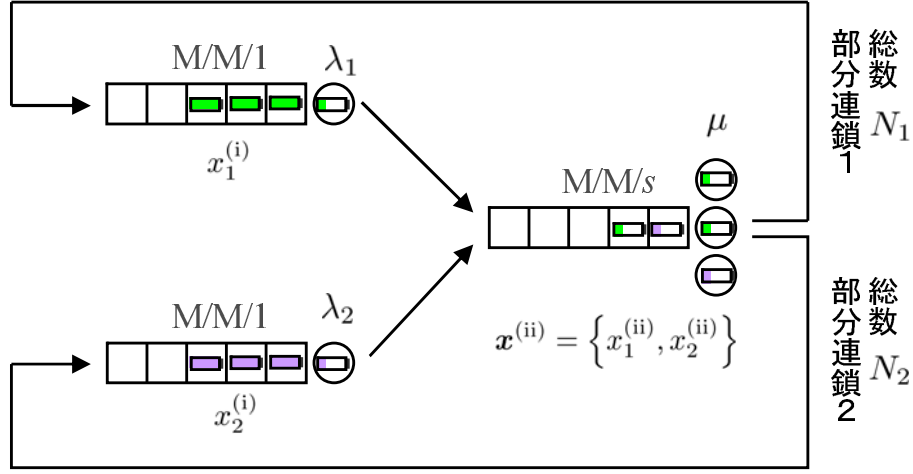 M/M/1
λ₁
x₁⁽ⁱ⁾
M/M/1
λ₂
x₂⁽ⁱ⁾
M/M/s
μ
x⁽ⁱⁱ⁾ = {x₁⁽ⁱⁱ⁾, x₂⁽ⁱⁱ⁾}
総数 N₁
部分連鎖1
総数 N₂
部分連鎖2